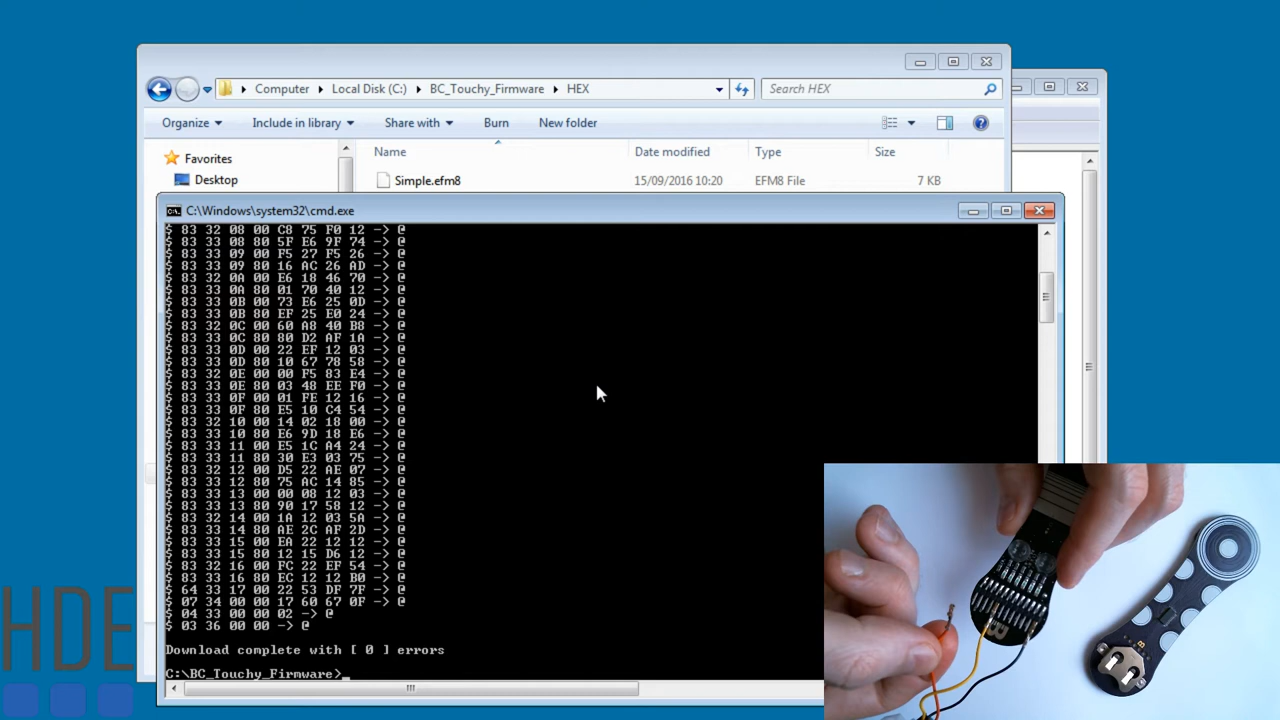 Computer Local Disk (C:) BC_Touchy_Firmware HEX
Search HEX
Organize Include in library Share with Burn New folder
Name Date modified Type Size
Favorites
Desktop
Simple.efm8 15/09/2016 10:20 EFM8 File 7 KB
C:\Windows\system32\cmd.exe
$ 83 32 08 00 C8 75 F0 12 -> @
$ 83 33 08 80 5F E6 9F 74 -> @
$ 83 33 09 00 F5 27 F5 26 -> @
$ 83 33 09 80 16 AC 26 AD -> @
$ 83 32 0A 00 E6 18 46 70 -> @
$ 83 33 0A 80 01 70 40 12 -> @
$ 83 33 0B 00 73 E6 25 0D -> @
$ 83 33 0B 80 EF 25 E0 24 -> @
$ 83 32 0C 00 60 A8 40 B8 -> @
$ 83 33 0C 80 80 D2 AF 1A -> @
$ 83 33 0D 00 22 EF 12 03 -> @
$ 83 33 0D 80 10 67 78 58 -> @
$ 83 32 0E 00 00 F5 83 E4 -> @
$ 83 33 0E 80 03 48 EE F0 -> @
$ 83 33 0F 00 01 FE 12 16 -> @
$ 83 33 0F 80 E5 10 C4 54 -> @
$ 83 32 10 00 14 02 18 00 -> @
$ 83 33 10 80 E6 9D 18 E6 -> @
$ 83 33 11 00 E5 1C A4 24 -> @
$ 83 33 11 80 30 E3 03 75 -> @
$ 83 32 12 00 D5 22 AE 07 -> @
$ 83 33 12 80 75 AC 14 85 -> @
$ 83 33 13 00 00 08 12 03 -> @
$ 83 33 13 80 90 17 58 12 -> @
$ 83 32 14 00 1A 12 03 5A -> @
$ 83 33 14 80 AE 2C AF 2D -> @
$ 83 33 15 00 EA 22 12 12 -> @
$ 83 33 15 80 12 15 D6 12 -> @
$ 83 32 16 00 FC 22 EF 54 -> @
$ 83 33 16 80 EC 12 12 B0 -> @
$ 64 33 17 00 22 53 DF 7F -> @
$ 07 34 00 00 17 60 67 0F -> @
$ 04 33 00 00 02 -> @
$ 03 36 00 00 -> @
Download complete with [ 0 ] errors
C:\BC_Touchy_Firmware>_
HDE